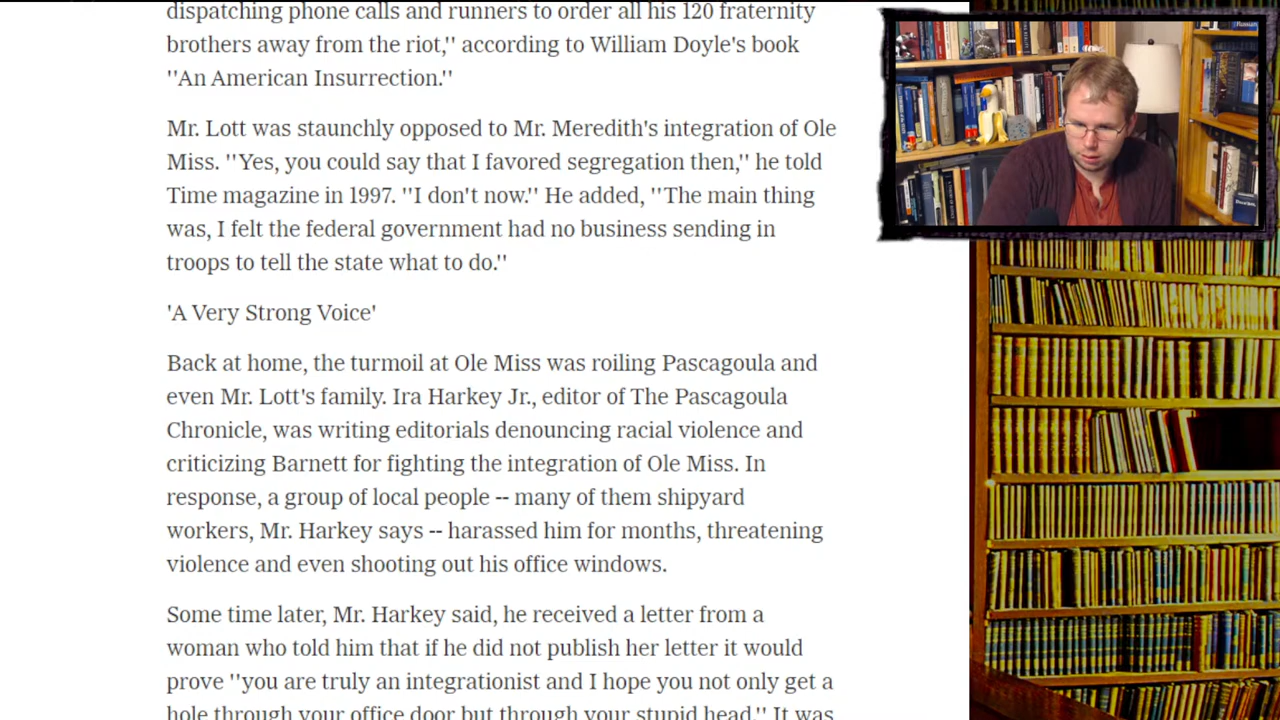 dispatching phone calls and runners to order all his 120 fraternity
brothers away from the riot,'' according to William Doyle's book
''An American Insurrection.''
Mr. Lott was staunchly opposed to Mr. Meredith's integration of Ole
Miss. ''Yes, you could say that I favored segregation then,'' he told
Time magazine in 1997. ''I don't now.'' He added, ''The main thing
was, I felt the federal government had no business sending in
troops to tell the state what to do.''
'A Very Strong Voice'
Back at home, the turmoil at Ole Miss was roiling Pascagoula and
even Mr. Lott's family. Ira Harkey Jr., editor of The Pascagoula
Chronicle, was writing editorials denouncing racial violence and
criticizing Barnett for fighting the integration of Ole Miss. In
response, a group of local people -- many of them shipyard
workers, Mr. Harkey says -- harassed him for months, threatening
violence and even shooting out his office windows.
Some time later, Mr. Harkey said, he received a letter from a
woman who told him that if he did not publish her letter it would
prove ''you are truly an integrationist and I hope you not only get a
hole through your office door but through your stupid head.'' It was